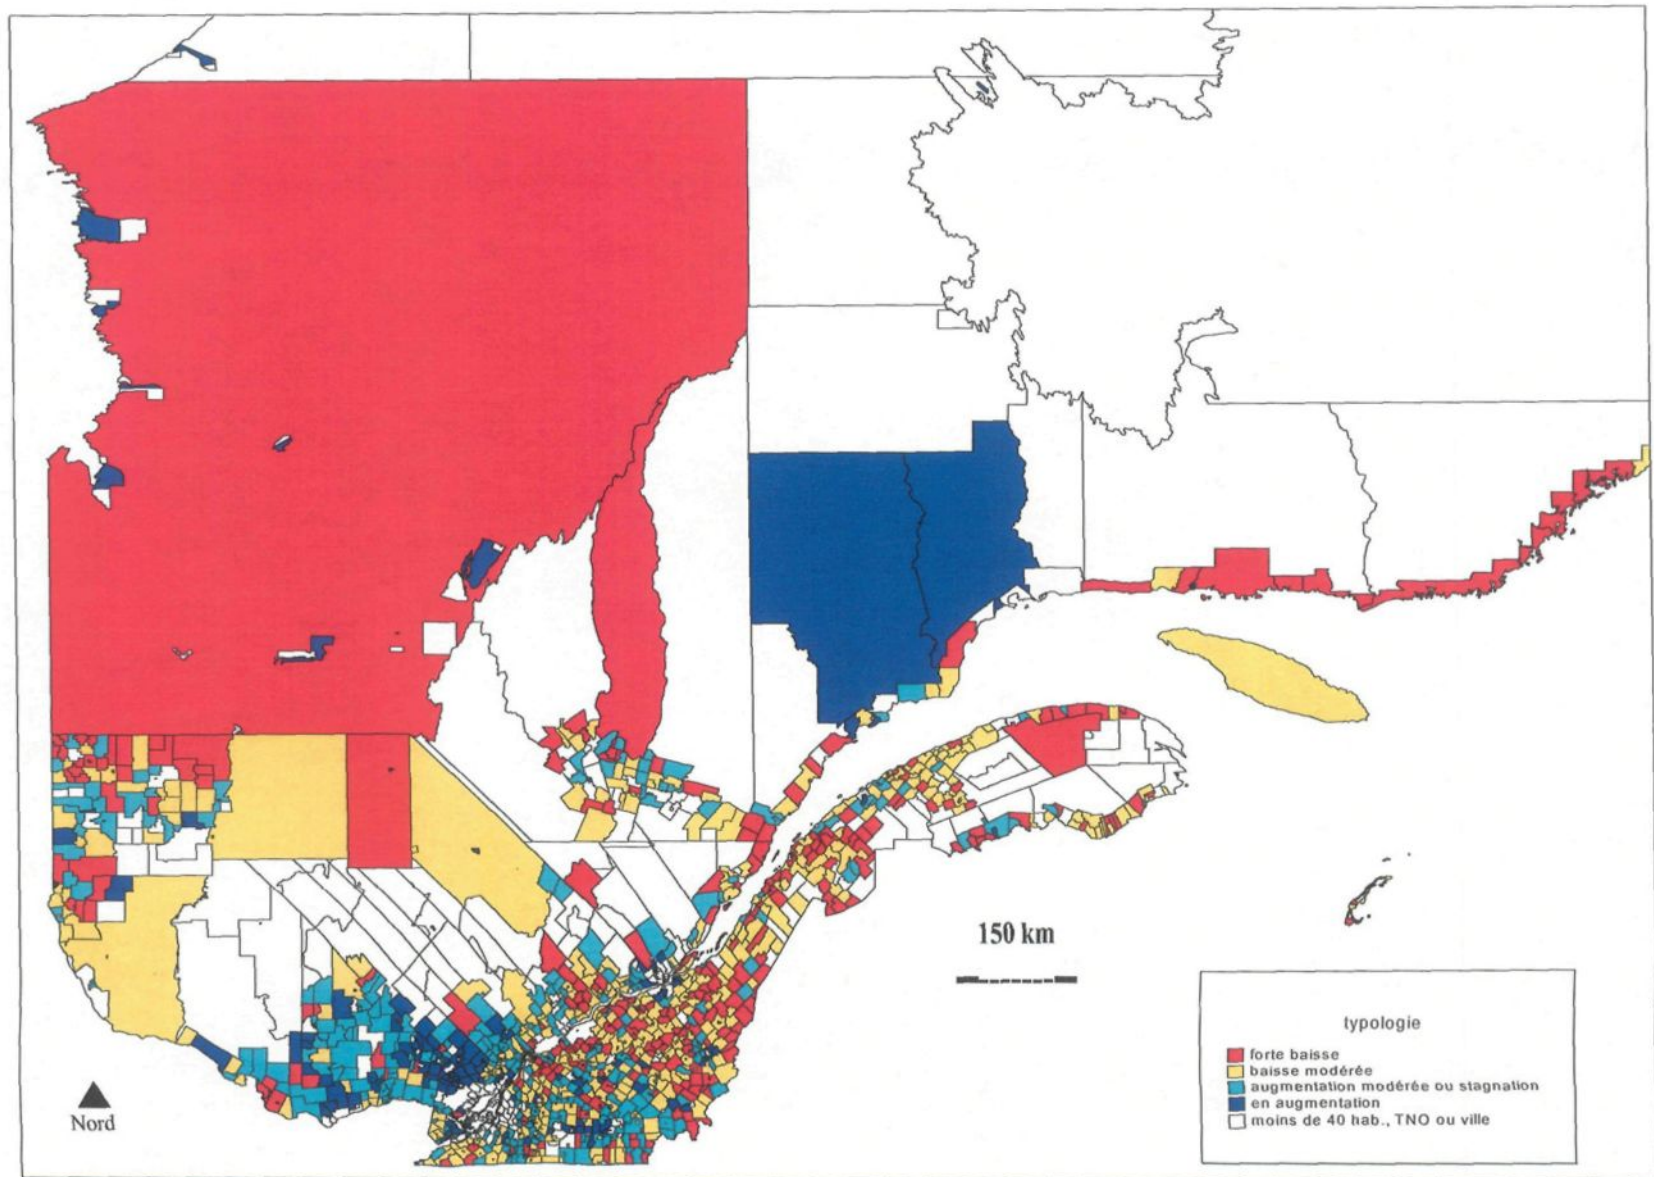 150 km
Nord
typologie
forte baisse
baisse modérée
augmentation modérée ou stagnation
en augmentation
moins de 40 hab., TNO ou ville